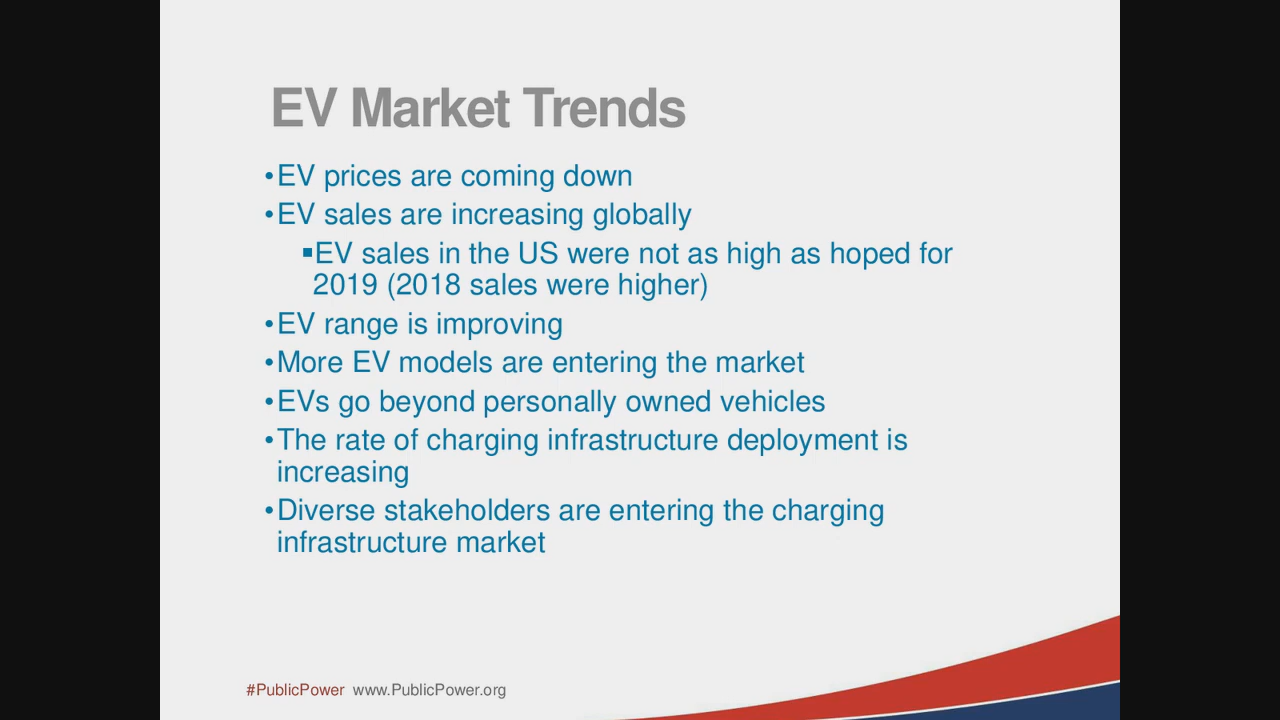 EV Market Trends
•EV prices are coming down
•EV sales are increasing globally
▪EV sales in the US were not as high as hoped for
2019 (2018 sales were higher)
•EV range is improving
•More EV models are entering the market
•EVs go beyond personally owned vehicles
•The rate of charging infrastructure deployment is
increasing
•Diverse stakeholders are entering the charging
infrastructure market
#PublicPower www.PublicPower.org